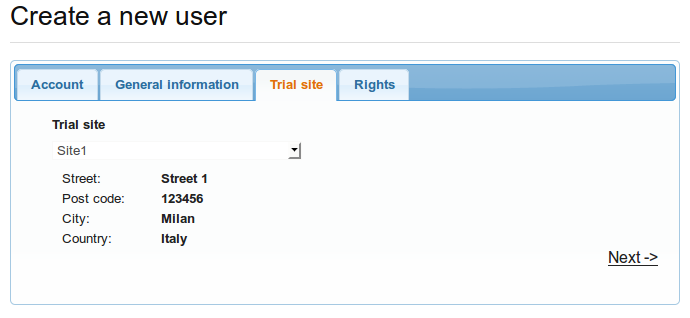 Create a new user
Account General information Trial site Rights
Trial site
Site1
Street: Street 1
Post code: 123456
City: Milan
Country: Italy
Next ->